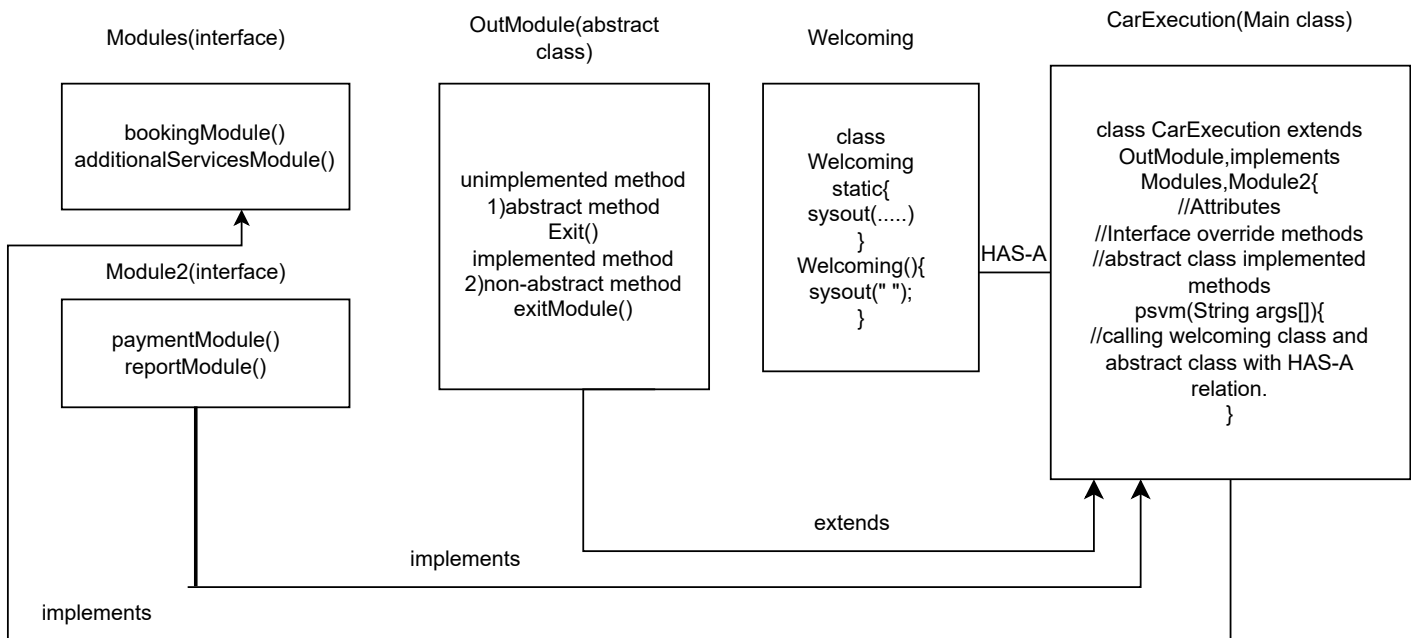 Modules(interface)
bookingModule()
additionalServicesModule()
Module2(interface)
paymentModule()
reportModule()
OutModule(abstract
class)
unimplemented method
1)abstract method
Exit()
implemented method
2)non-abstract method
exitModule()
Welcoming
class
Welcoming
static{
sysout(.....)
}
Welcoming(){
sysout(" ");
}
HAS-A
CarExecution(Main class)
class CarExecution extends
OutModule,implements
Modules,Module2{
//Attributes
//Interface override methods
//abstract class implemented
methods
psvm(String args[]){
//calling welcoming class and
abstract class with HAS-A
relation.
}
extends
implements
implements